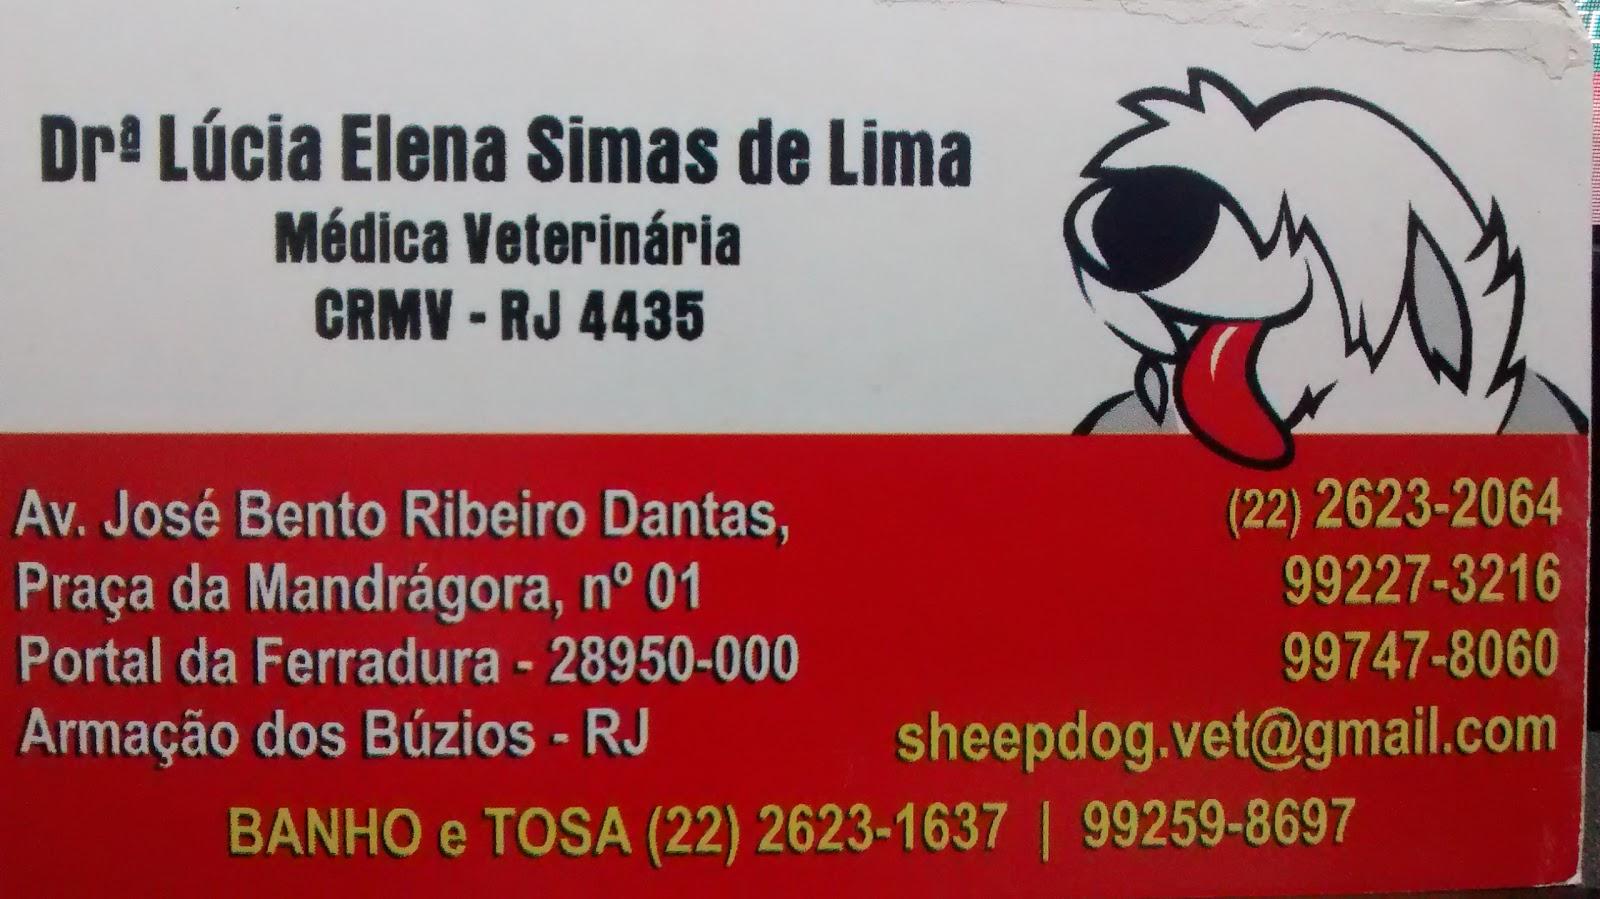 Drª Lúcia Elena Simas de Lima
Médica Veterinária
CRMV - RJ 4435
Av. José Bento Ribeiro Dantas,
Praça da Mandrágora, nº 01
Portal da Ferradura - 28950-000
Armação dos Búzios - RJ
(22) 2623-2064
99227-3216
99747-8060
sheepdog.vet@gmail.com
BANHO e TOSA (22) 2623-1637 | 99259-8697